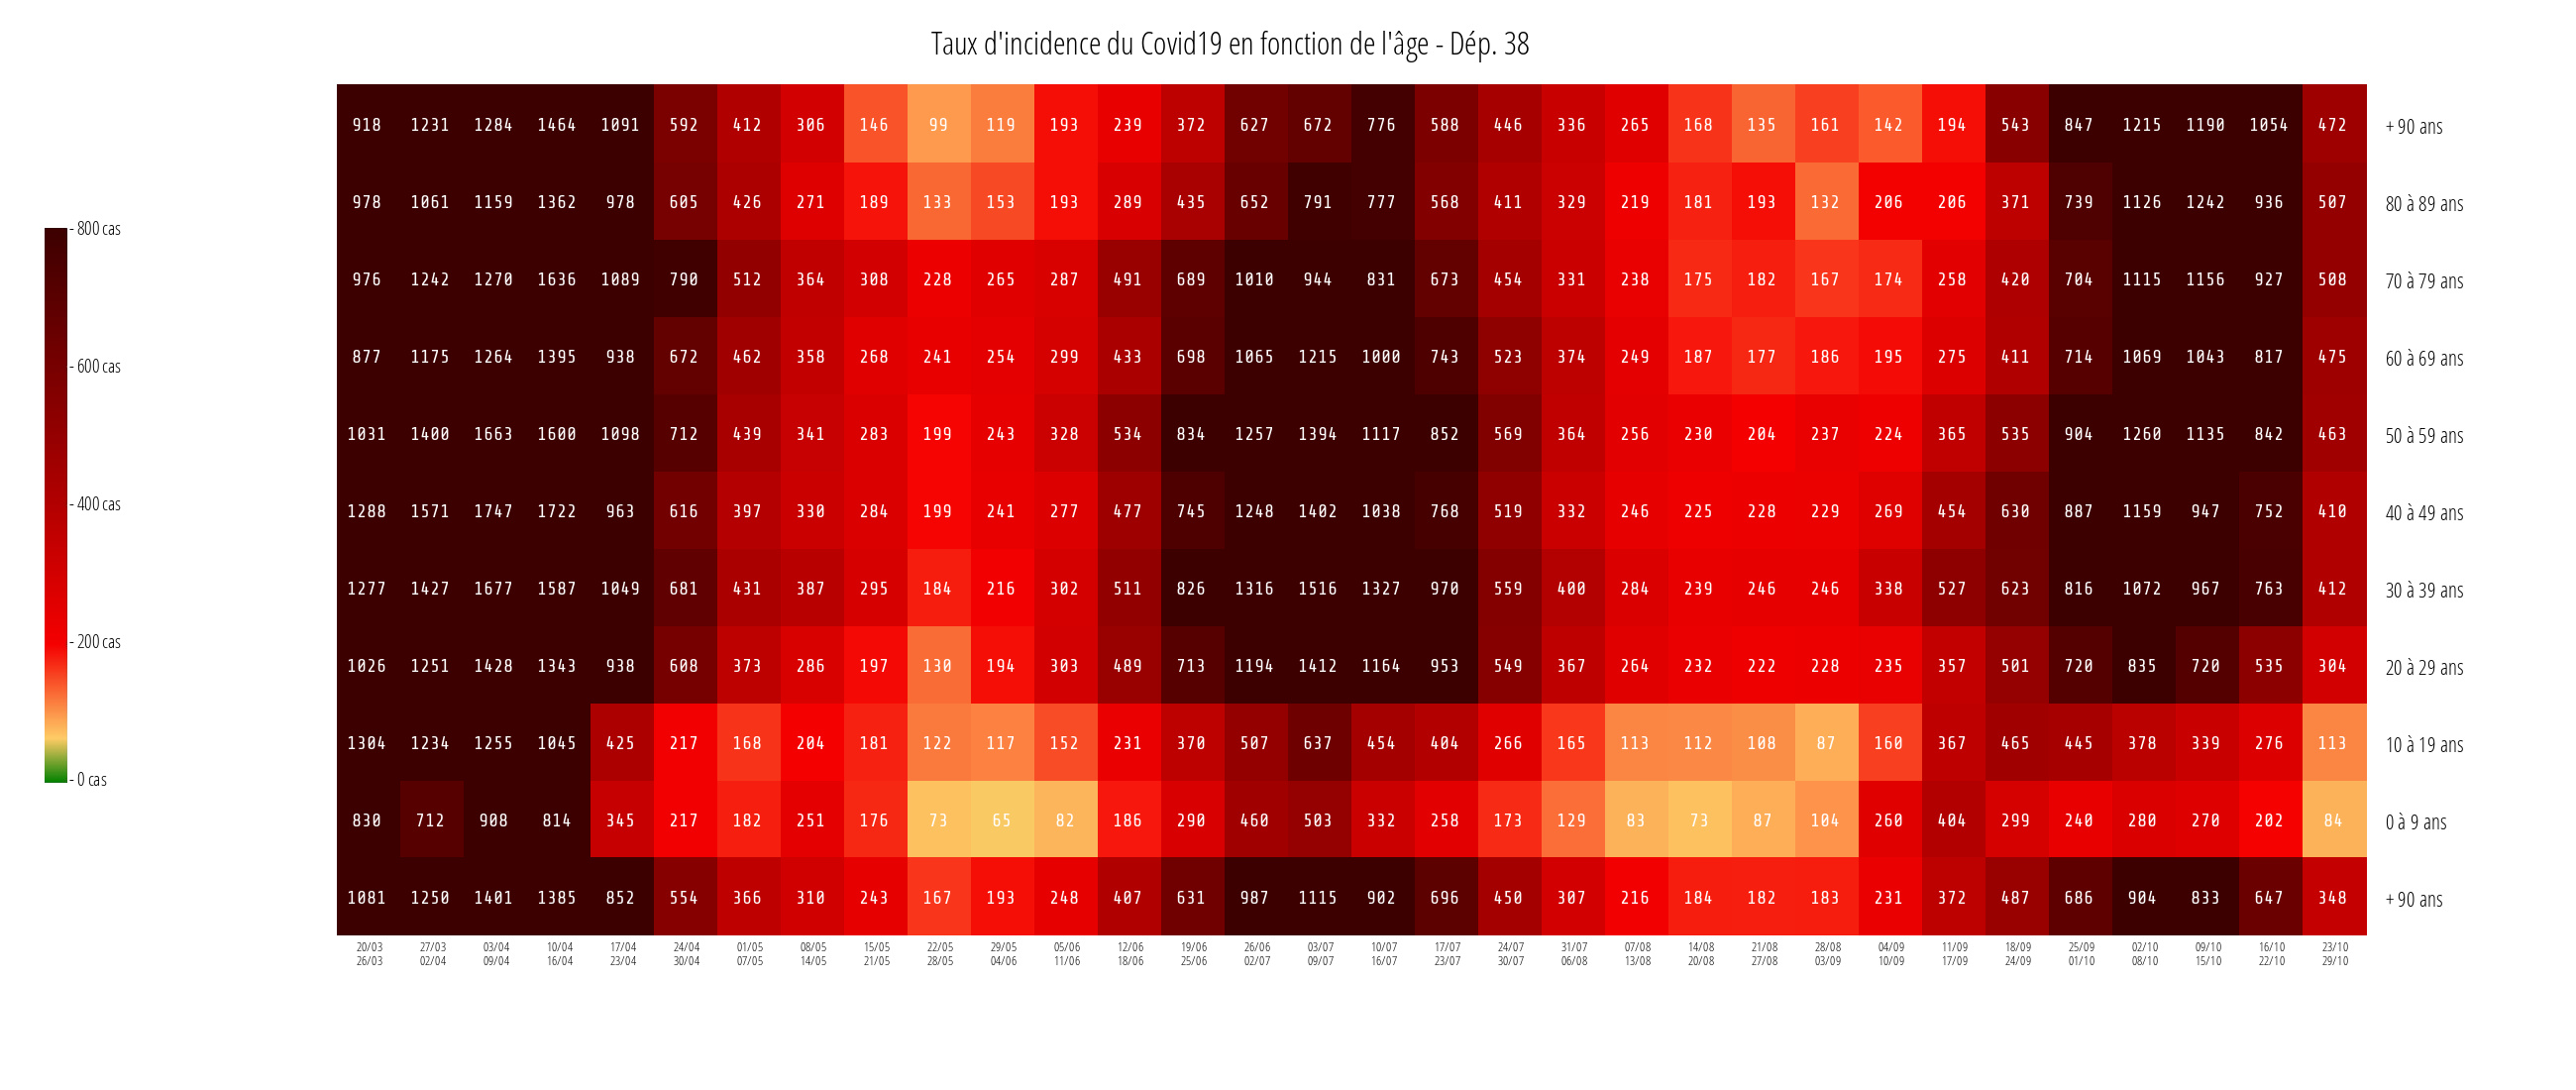 Taux d'incidence du Covid19 en fonction de l'âge - Dép. 38
- 800 cas
- 600 cas
- 400 cas
- 200 cas
- 0 cas
918 1231 1284 1464 1091 592 412 306 146 99 119 193 239 372 627 672 776 588 446 336 265 168 135 161 142 194 543 847 1215 1190 1054 472 + 90 ans
978 1061 1159 1362 978 605 426 271 189 133 153 193 289 435 652 791 777 568 411 329 219 181 193 132 206 206 371 739 1126 1242 936 507 80 à 89 ans
976 1242 1270 1636 1089 790 512 364 308 228 265 287 491 689 1010 944 831 673 454 331 238 175 182 167 174 258 420 704 1115 1156 927 508 70 à 79 ans
877 1175 1264 1395 938 672 462 358 268 241 254 299 433 698 1065 1215 1000 743 523 374 249 187 177 186 195 275 411 714 1069 1043 817 475 60 à 69 ans
1031 1400 1663 1600 1098 712 439 341 283 199 243 328 534 834 1257 1394 1117 852 569 364 256 230 204 237 224 365 535 904 1260 1135 842 463 50 à 59 ans
1288 1571 1747 1722 963 616 397 330 284 199 241 277 477 745 1248 1402 1038 768 519 332 246 225 228 229 269 454 630 887 1159 947 752 410 40 à 49 ans
1277 1427 1677 1587 1049 681 431 387 295 184 216 302 511 826 1316 1516 1327 970 559 400 284 239 246 246 338 527 623 816 1072 967 763 412 30 à 39 ans
1026 1251 1428 1343 938 608 373 286 197 130 194 303 489 713 1194 1412 1164 953 549 367 264 232 222 228 235 357 501 720 835 720 535 304 20 à 29 ans
1304 1234 1255 1045 425 217 168 204 181 122 117 152 231 370 507 637 454 404 266 165 113 112 108 87 160 367 465 445 378 339 276 113 10 à 19 ans
830 712 908 814 345 217 182 251 176 73 65 82 186 290 460 503 332 258 173 129 83 73 87 104 260 404 299 240 280 270 202 84 0 à 9 ans
1081 1250 1401 1385 852 554 366 310 243 167 193 248 407 631 987 1115 902 696 450 307 216 184 182 183 231 372 487 686 904 833 647 348 + 90 ans
20/03 27/03 03/04 10/04 17/04 24/04 01/05 08/05 15/05 22/05 29/05 05/06 12/06 19/06 26/06 03/07 10/07 17/07 24/07 31/07 07/08 14/08 21/08 28/08 04/09 11/09 18/09 25/09 02/10 09/10 16/10 23/10
26/03 02/04 09/04 16/04 23/04 30/04 07/05 14/05 21/05 28/05 04/06 11/06 18/06 25/06 02/07 09/07 16/07 23/07 30/07 06/08 13/08 20/08 27/08 03/09 10/09 17/09 24/09 01/10 08/10 15/10 22/10 29/10